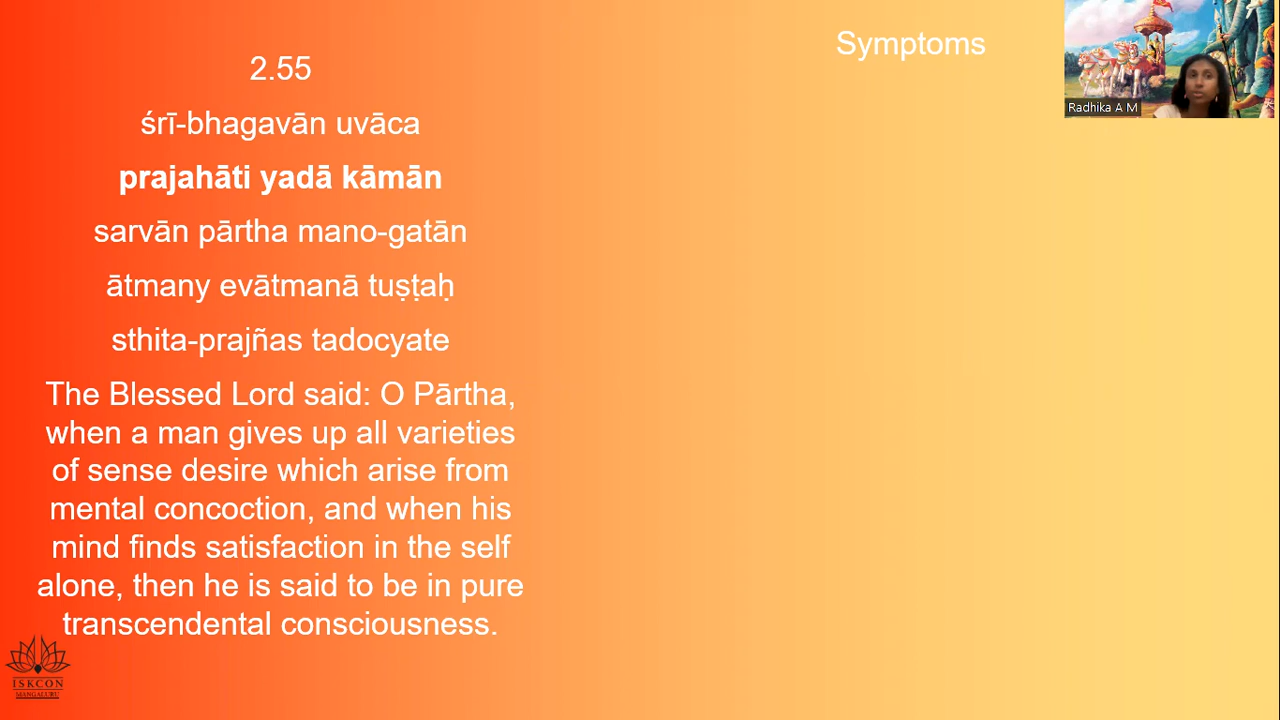 2.55
śrī-bhagavān uvāca
prajahāti yadā kāmān
sarvān pārtha mano-gatān
ātmany evātmanā tuṣṭaḥ
sthita-prajñas tadocyate
The Blessed Lord said: O Pārtha,
when a man gives up all varieties
of sense desire which arise from
mental concoction, and when his
mind finds satisfaction in the self
alone, then he is said to be in pure
transcendental consciousness.
Symptoms
Radhika A M
ISKCON
MANGALURU